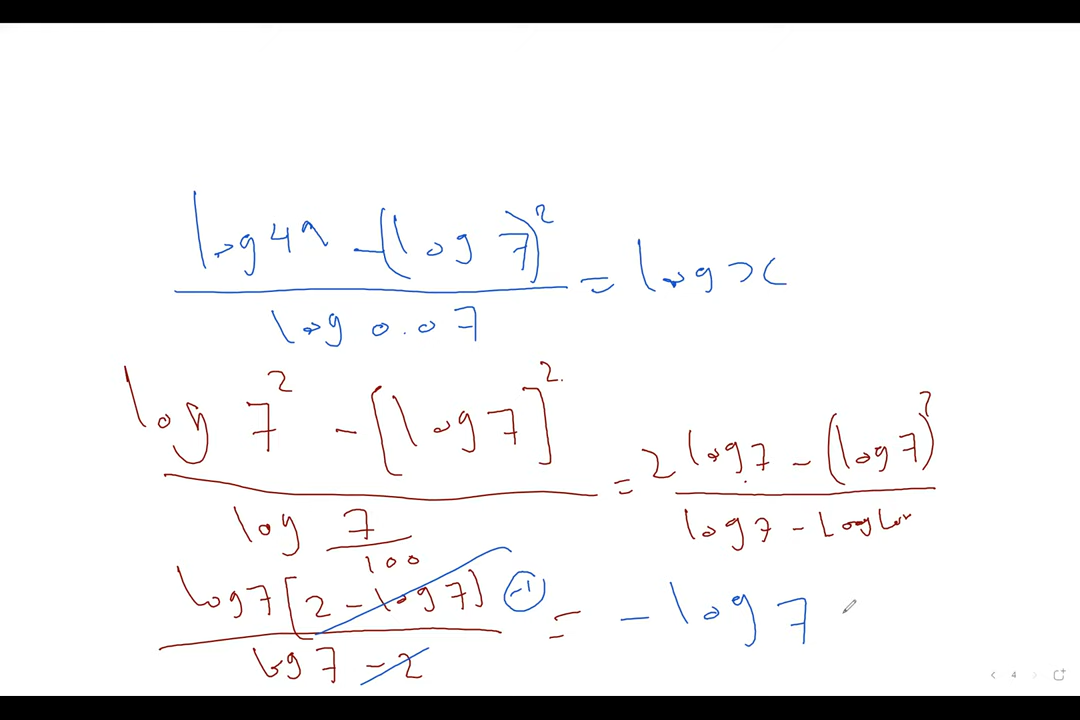 log 49 - (log 7)²
log 0.07
= log x
log 7² - [log 7]².
log 7
100
= 2 log 7 - (log 7)²
log 7 - log 100
log 7 [2 - log 7] -1
log 7 - 2
= - log 7
4